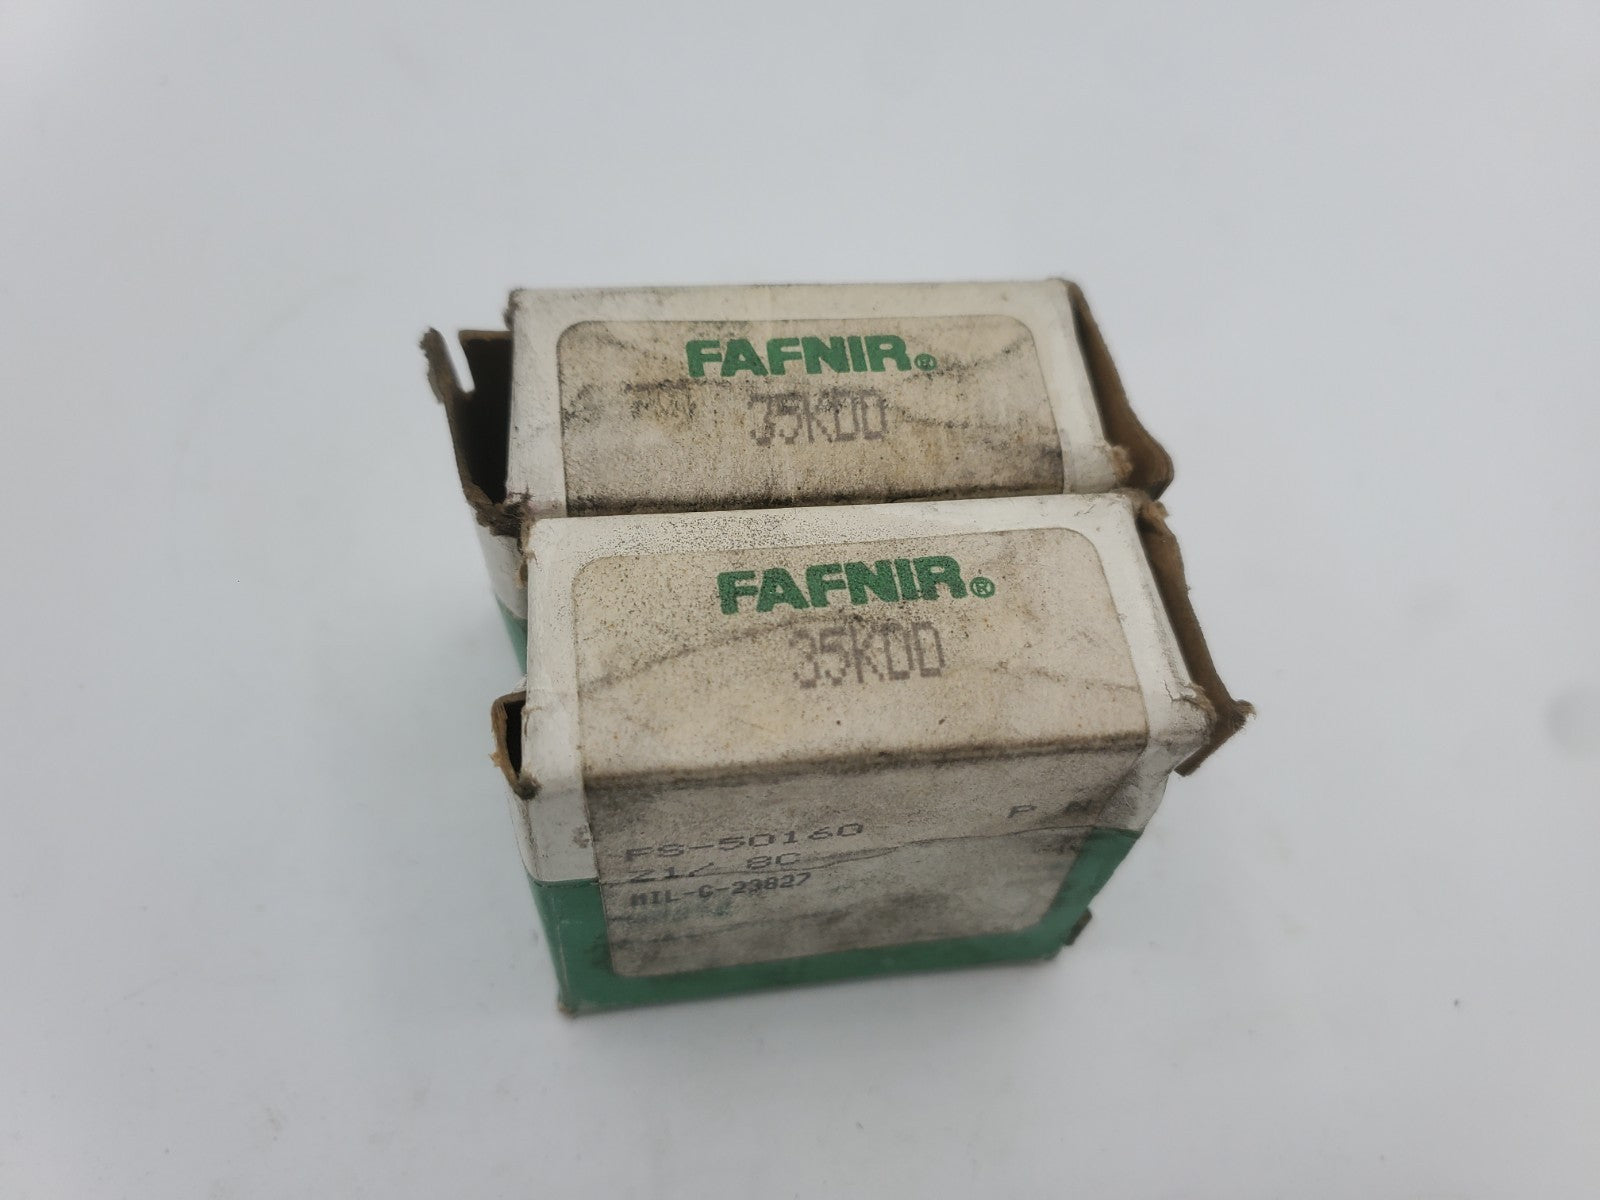 FAFNIR®
35KDD
FAFNIR®
35KDD
FS-50160 P
MIL-G-23827